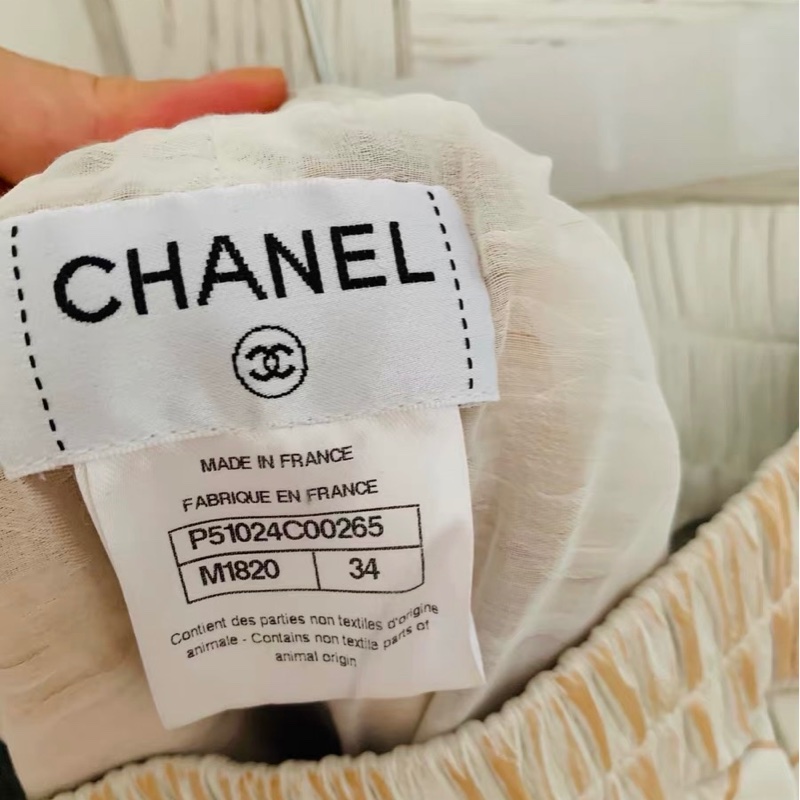 CHANEL
MADE IN FRANCE
FABRIQUE EN FRANCE
P51024C00265
M1820 34
Contient des parties non textiles d'origine
animale - Contains non textile parts of
animal origin